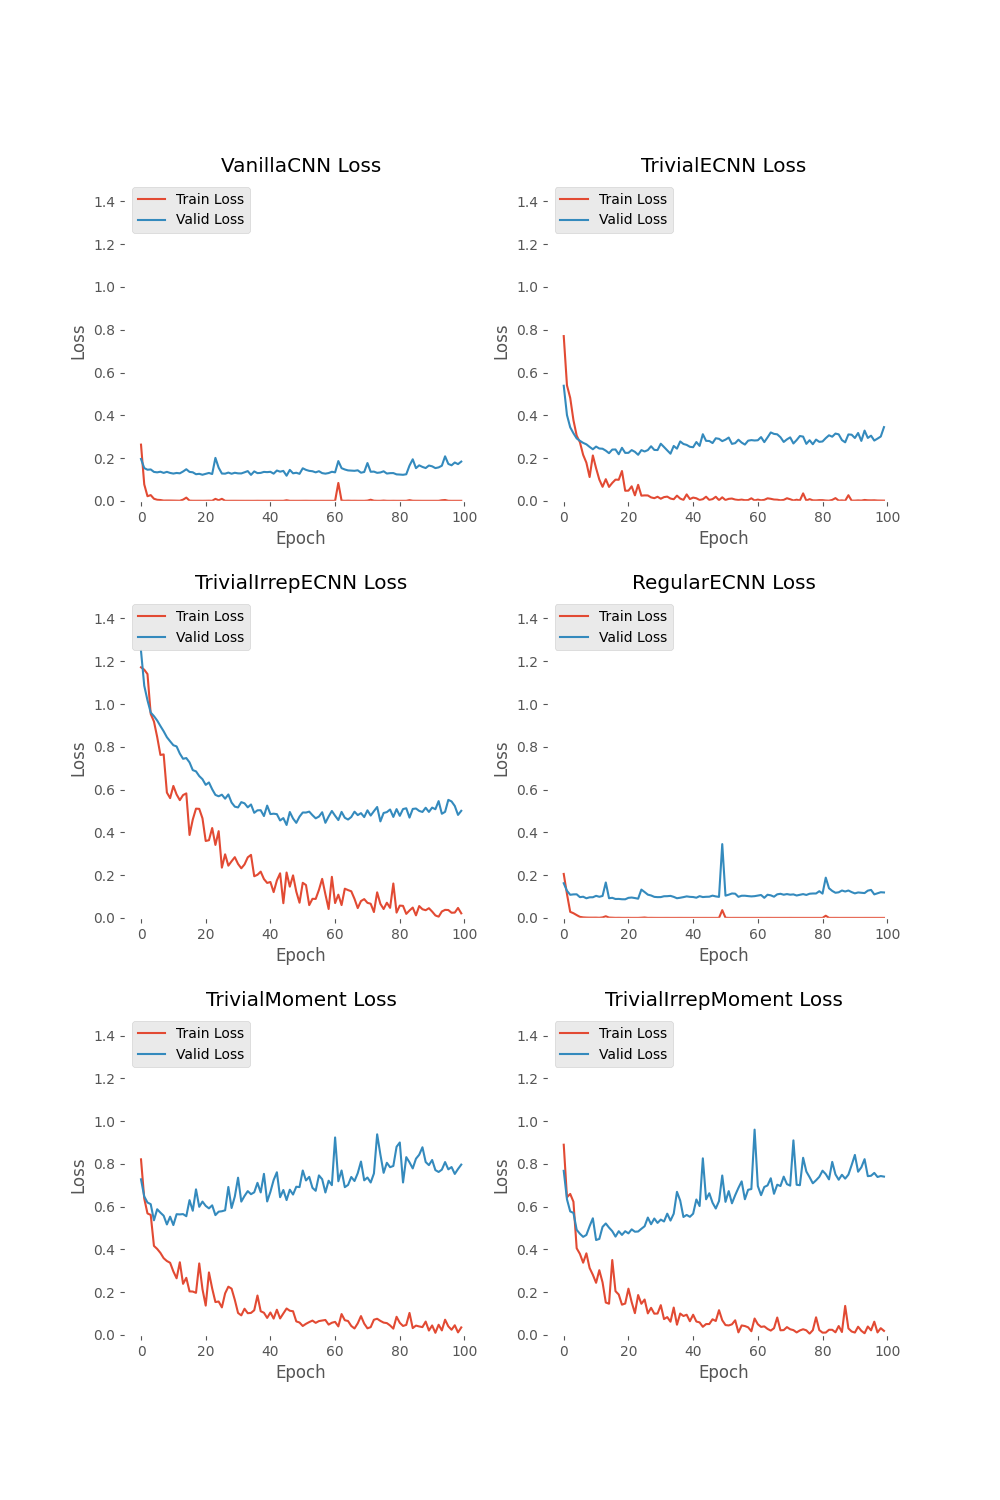 VanillaCNN Loss
Train Loss
Valid Loss
1.4
1.2
1.0
0.8
0.6
0.4
0.2
0.0
Loss
0 20 40 60 80 100
Epoch
TrivialECNN Loss
Train Loss
Valid Loss
1.4
1.2
1.0
0.8
0.6
0.4
0.2
0.0
Loss
0 20 40 60 80 100
Epoch
TrivialIrrepECNN Loss
Train Loss
Valid Loss
1.4
1.2
1.0
0.8
0.6
0.4
0.2
0.0
Loss
0 20 40 60 80 100
Epoch
RegularECNN Loss
Train Loss
Valid Loss
1.4
1.2
1.0
0.8
0.6
0.4
0.2
0.0
Loss
0 20 40 60 80 100
Epoch
TrivialMoment Loss
Train Loss
Valid Loss
1.4
1.2
1.0
0.8
0.6
0.4
0.2
0.0
Loss
0 20 40 60 80 100
Epoch
TrivialIrrepMoment Loss
Train Loss
Valid Loss
1.4
1.2
1.0
0.8
0.6
0.4
0.2
0.0
Loss
0 20 40 60 80 100
Epoch